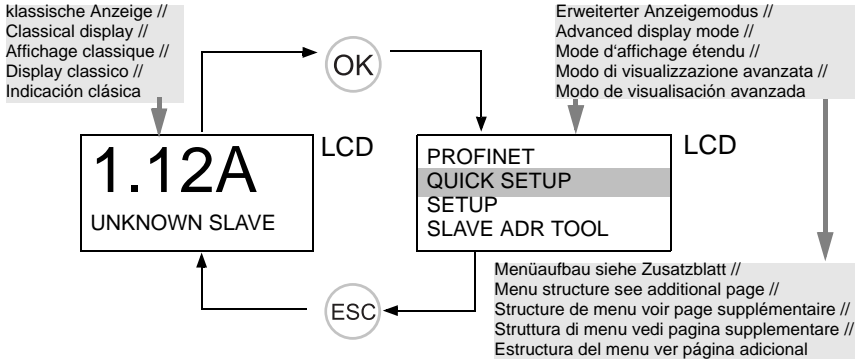 klassische Anzeige //
Classical display //
Affichage classique //
Display classico //
Indicación clásica
Erweiterter Anzeigemodus //
Advanced display mode //
Mode d‘affichage étendu //
Modo di visualizzazione avanzata //
Modo de visualisación avanzada
OK
1.12A
UNKNOWN SLAVE
LCD
PROFINET
QUICK SETUP
SETUP
SLAVE ADR TOOL
LCD
ESC
Menüaufbau siehe Zusatzblatt //
Menu structure see additional page //
Structure de menu voir page supplémentaire //
Struttura di menu vedi pagina supplementare //
Estructura del menu ver página adicional